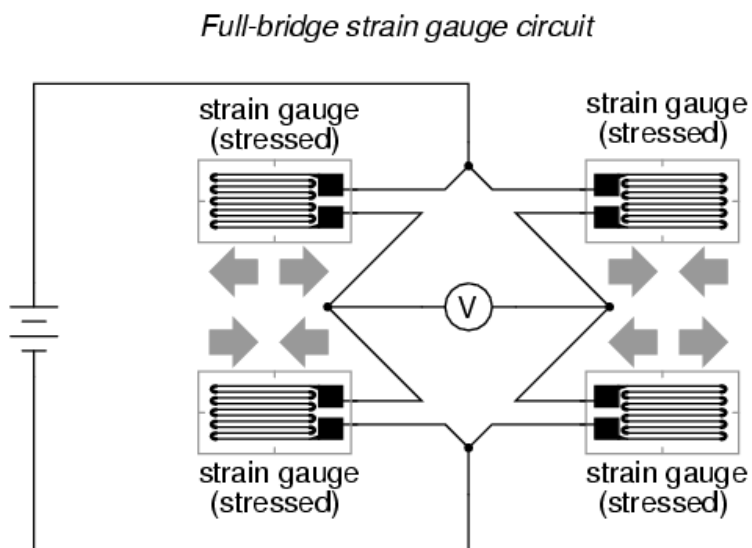 Full-bridge strain gauge circuit
strain gauge
(stressed)
strain gauge
(stressed)
V
strain gauge
(stressed)
strain gauge
(stressed)